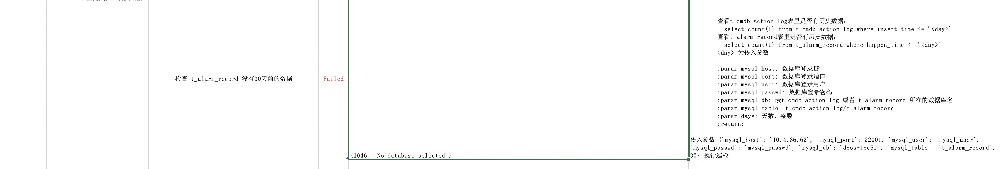 检查 t_alarm_record 没有30天前的数据
Failed
(1046, 'No database selected')
查看t_cmdb_action_log表里是否有历史数据:
select count(1) from t_cmdb_action_log where insert_time <= '<day>'
查看t_alarm_record表里是否有历史数据:
select count(1) from t_alarm_record where happen_time <= '<day>'
<day> 为传入参数
:param mysql_host: 数据库登录IP
:param mysql_port: 数据库登录端口
:param mysql_user: 数据库登录用户
:param mysql_passwd: 数据库登录密码
:param mysql_db: 表t_cmdb_action_log 或者 t_alarm_record 所在的数据库名
:param mysql_table: t_cmdb_action_log/t_alarm_record
:param days: 天数，整数
:return:
传入参数 {'mysql_host': '10.4.36.62', 'mysql_port': 22001, 'mysql_user': 'mysql_user',
'mysql_passwd': 'mysql_passwd', 'mysql_db': 'dcos-tec5f', 'mysql_table': 't_alarm_record', '
30} 执行巡检